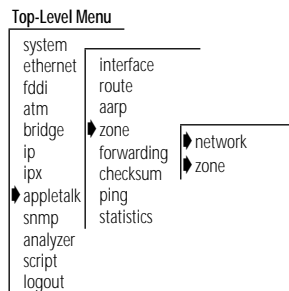 Top-Level Menu
system
ethernet
fddi
atm
bridge
ip
ipx
appletalk
snmp
analyzer
script
logout
interface
route
aarp
zone
forwarding
checksum
ping
statistics
network
zone